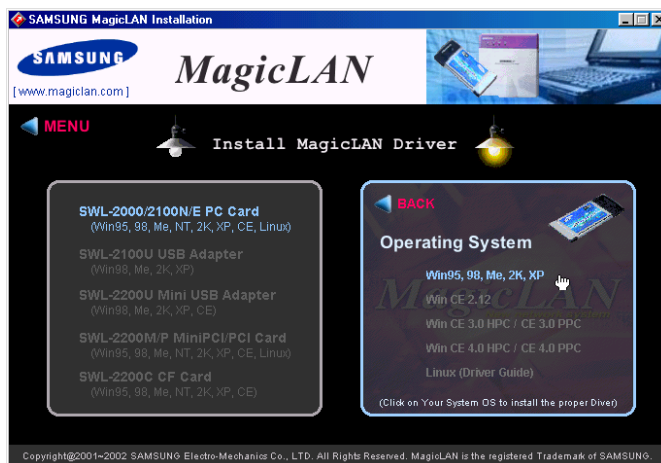 SAMSUNG MagicLAN Installation
SAMSUNG
MagicLAN
[ www.magiclan.com ]
MENU
Install MagicLAN Driver
SWL-2000/2100N/E PC Card
(Win95, 98, Me, NT, 2K, XP, CE, Linux)
SWL-2100U USB Adapter
(Win98, Me, 2K, XP)
SWL-2200U Mini USB Adapter
(Win98, Me, 2K, XP, CE)
SWL-2200M/P MiniPCI/PCI Card
(Win95, 98, Me, NT, 2K, XP, CE, Linux)
SWL-2200C CF Card
(Win95, 98, Me, NT, 2K, XP, CE)
BACK
Operating System
Win95, 98, Me, 2K, XP
MagicLAN
Win CE 2.12
Win CE 3.0 HPC / CE 3.0 PPC
Win CE 4.0 HPC / CE 4.0 PPC
Linux (Driver Guide)
(Click on Your System OS to install the proper Diver)
Copyright@2001~2002 SAMSUNG Electro-Mechanics Co., LTD. All Rights Reserved. MagicLAN is the registered Trademark of SAMSUNG.